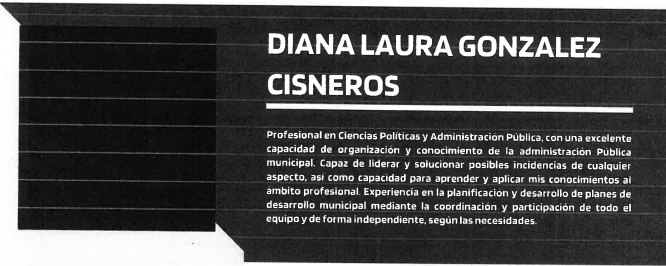 DIANA LAURA GONZALEZ
CISNEROS
Profesional en Ciencias Políticas y Administración Pública, con una excelente
capacidad de organización y conocimiento de la administración Pública
municipal. Capaz de liderar y solucionar posibles incidencias de cualquier
aspecto, así como capacidad para aprender y aplicar mis conocimientos al
ámbito profesional. Experiencia en la planificación y desarrollo de planes de
desarrollo municipal mediante la coordinación y participación de todo el
equipo y de forma independiente, según las necesidades.